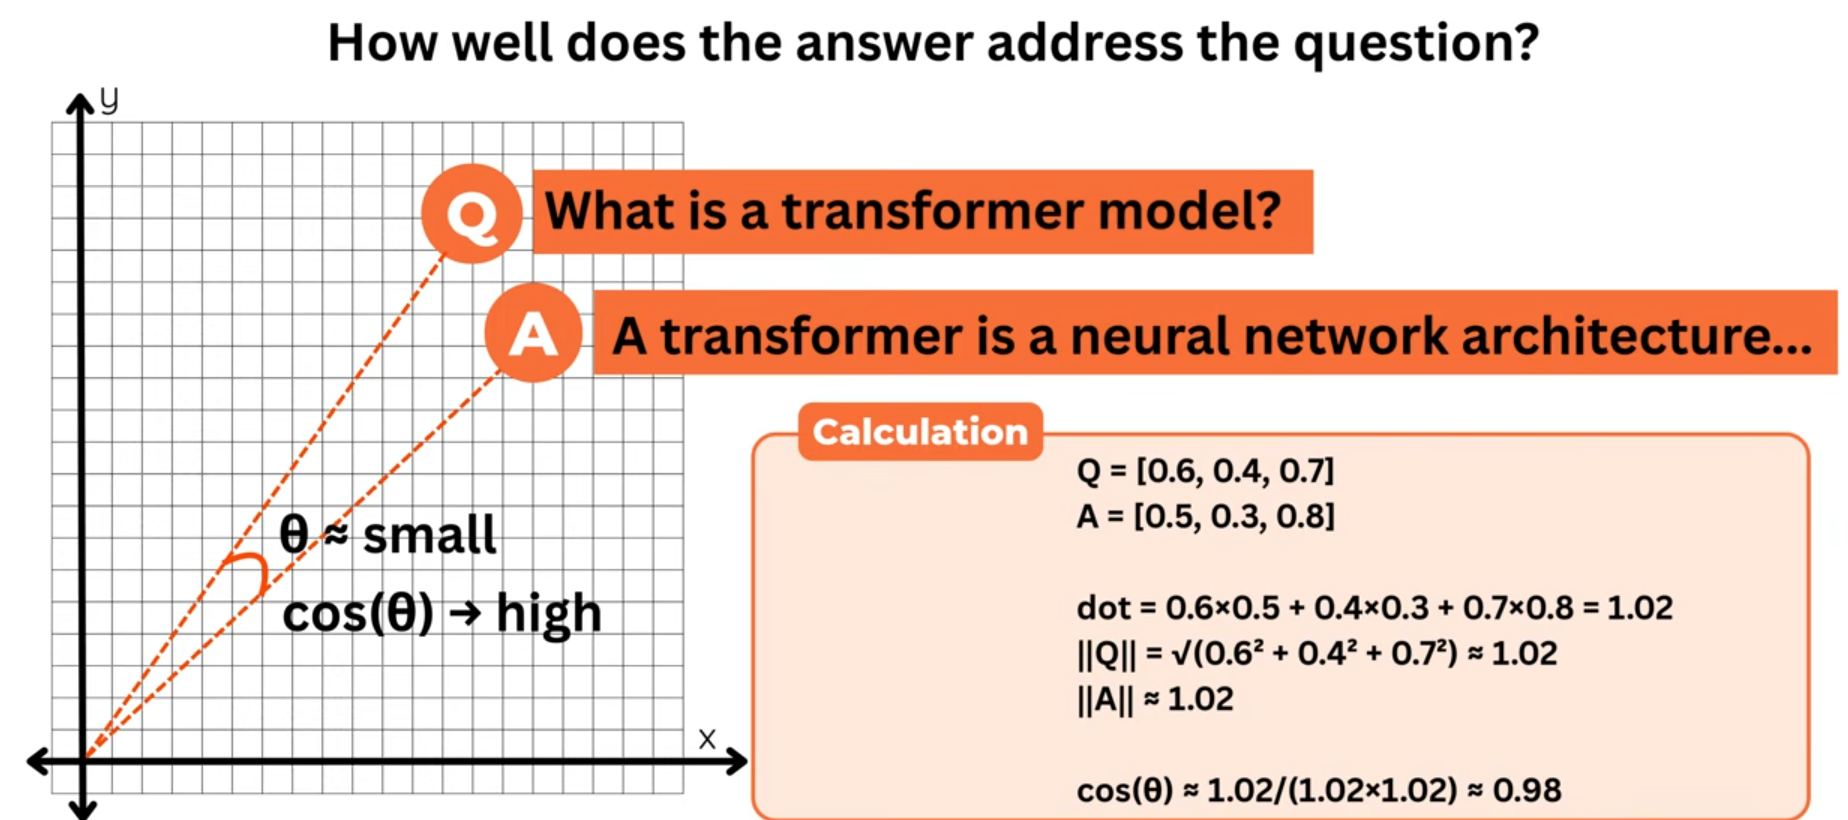 How well does the answer address the question?
y
Q
What is a transformer model?
A
A transformer is a neural network architecture...
θ ≈ small
cos(θ) → high
x
Calculation
Q = [0.6, 0.4, 0.7]
A = [0.5, 0.3, 0.8]
dot = 0.6×0.5 + 0.4×0.3 + 0.7×0.8 = 1.02
||Q|| = √(0.6² + 0.4² + 0.7²) ≈ 1.02
||A|| ≈ 1.02
cos(θ) ≈ 1.02/(1.02×1.02) ≈ 0.98